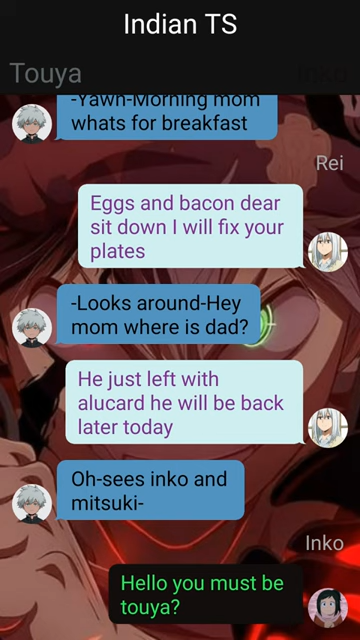 Indian TS
Touya
Inko
-Yawn-Morning mom
whats for breakfast
Rei
Eggs and bacon dear
sit down I will fix your
plates
-Looks around-Hey
mom where is dad?
He just left with
alucard he will be back
later today
Oh-sees inko and
mitsuki-
Inko
Hello you must be
touya?